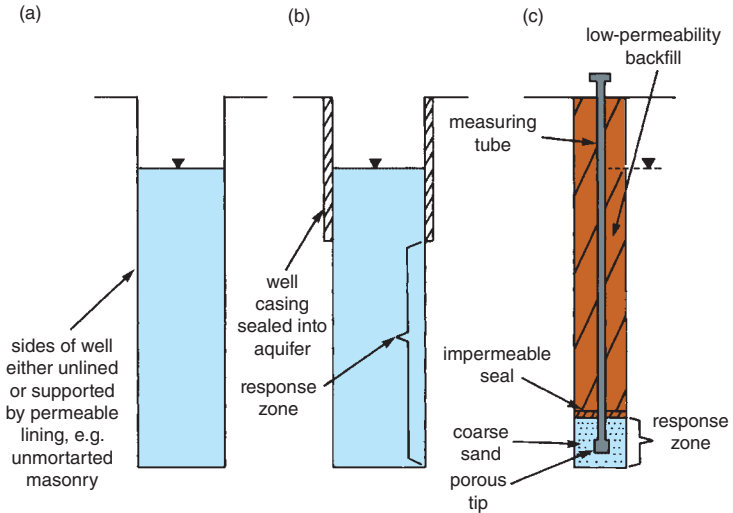 (a)
sides of well
either unlined
or supported
by permeable
lining, e.g.
unmortarted
masonry
(b)
well
casing
sealed into
aquifer
response
zone
(c)
low-permeability
backfill
measuring
tube
impermeable
seal
coarse
sand
porous
tip
response
zone